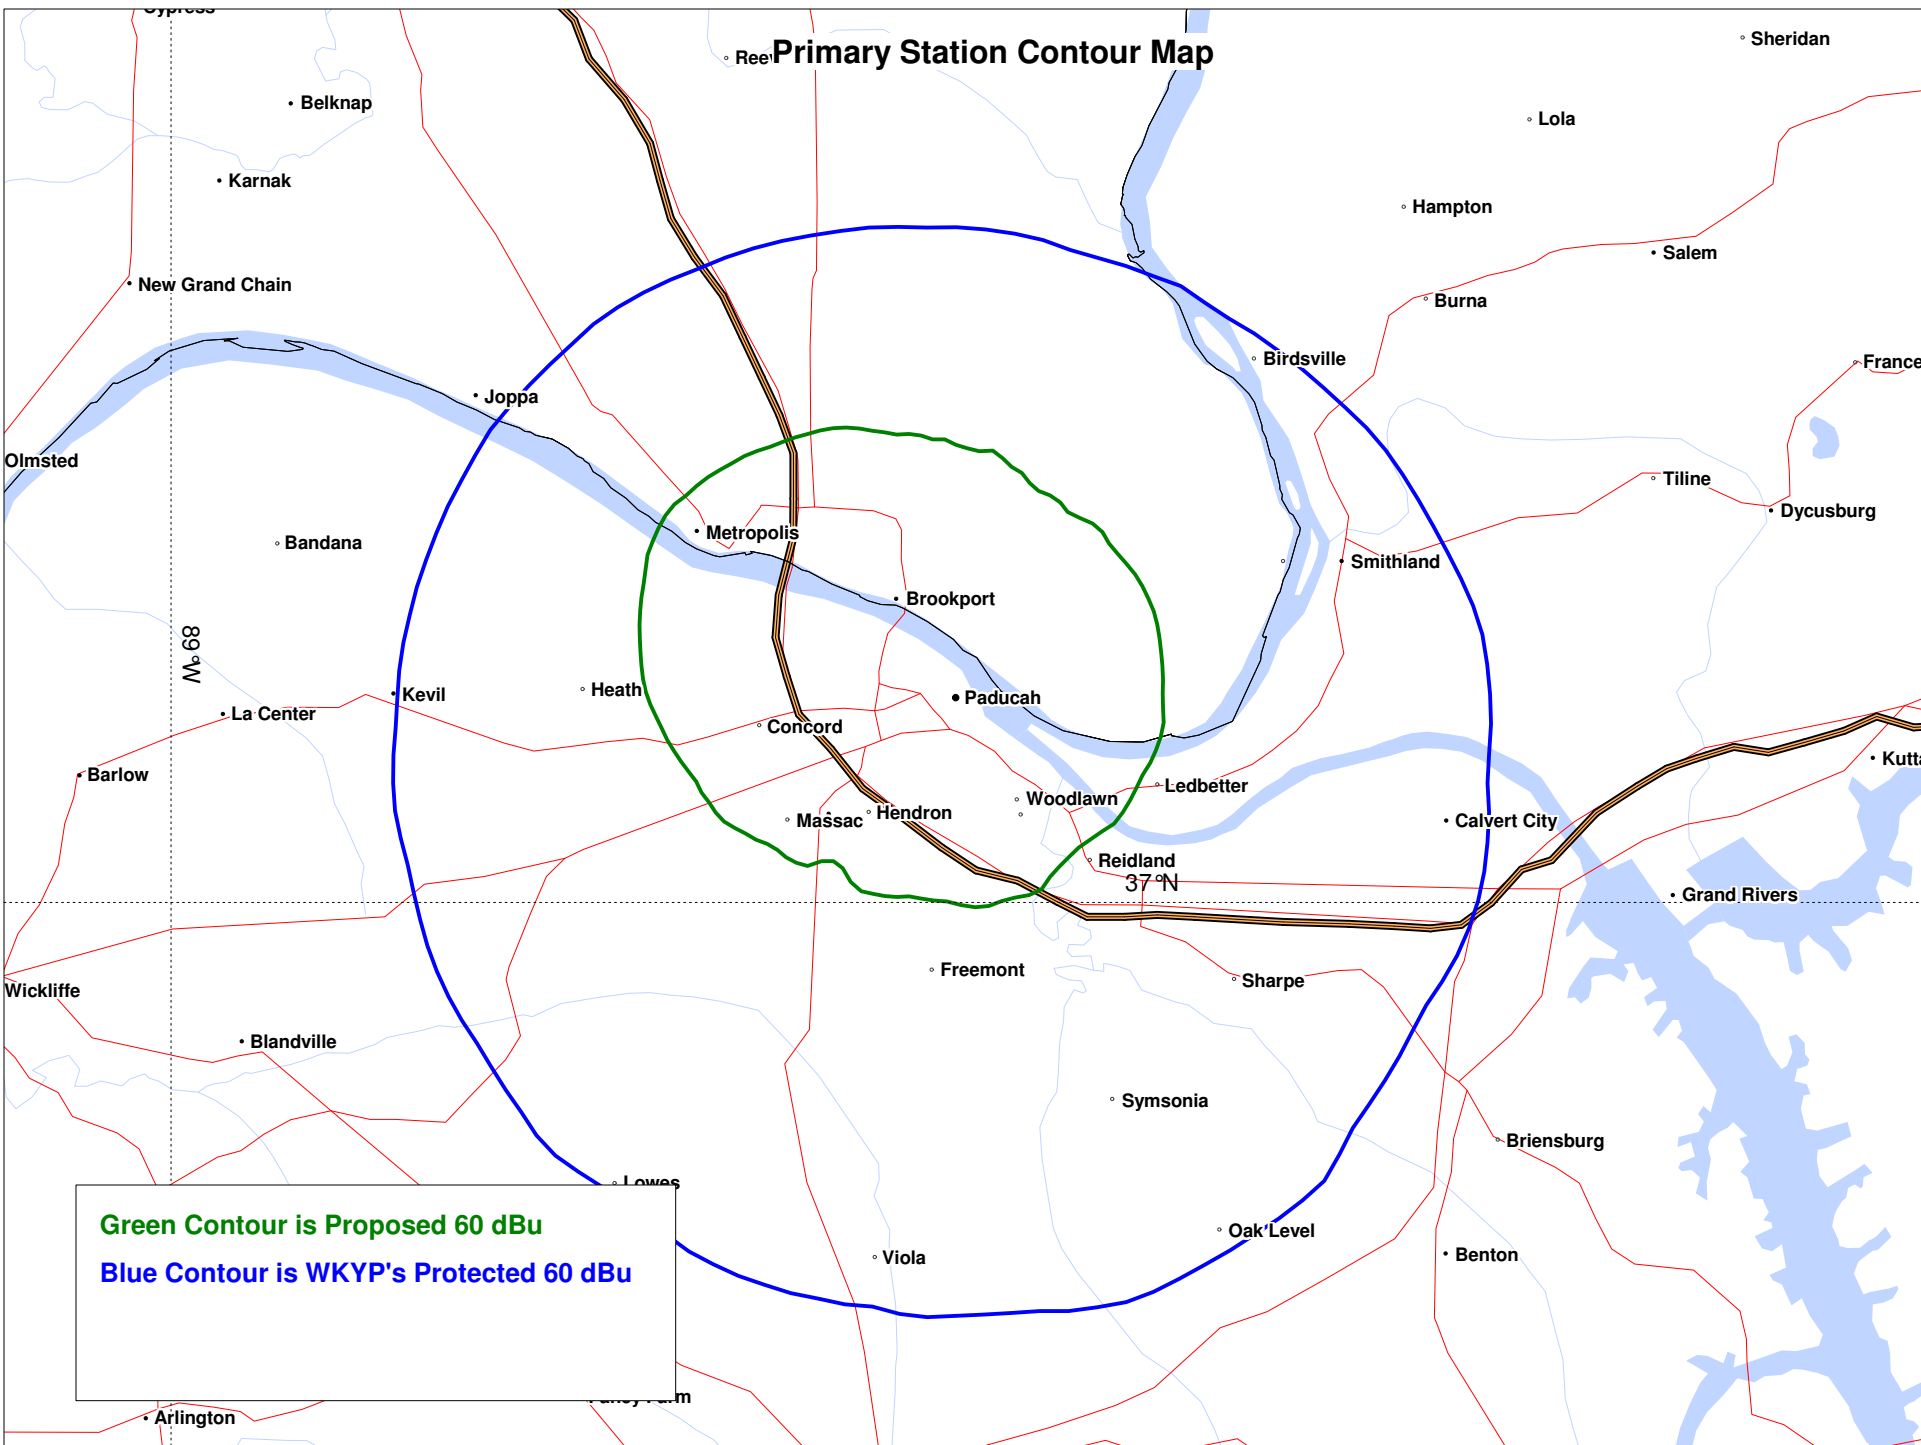 Cypress
Sheridan
Primary Station Contour Map
Belknap
Lola
Karnak
Hampton
Salem
New Grand Chain
Burna
Birdsville
France
Joppa
Olmsted
Tiline
Dycusburg
Metropolis
Bandana
Smithland
Brookport
89°W
Heath
Kevil
Paducah
La Center
Concord
Kutta
Barlow
Ledbetter
Woodlawn
Hendron
Massac
Calvert City
Reidland
37°N
Grand Rivers
Freemont
Sharpe
Wickliffe
Blandville
Symsonia
Briensburg
Lowes
Green Contour is Proposed 60 dBu
Oak Level
Benton
Viola
Blue Contour is WKYP's Protected 60 dBu
Arlington